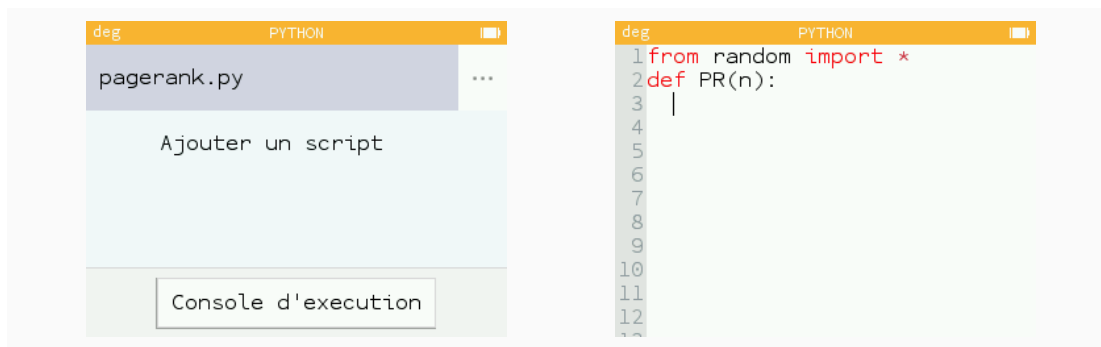 deg PYTHON
pagerank.py ...
Ajouter un script
Console d'execution
deg PYTHON
1 from random import *
2 def PR(n):
3
4
5
6
7
8
9
10
11
12